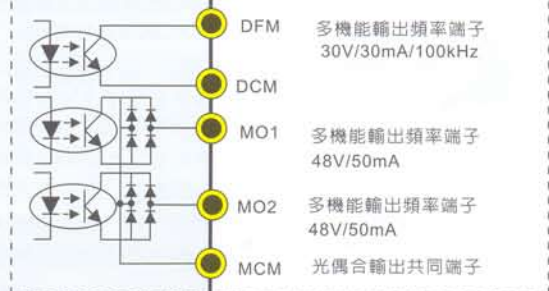 DFM 多機能輸出頻率端子
30V/30mA/100kHz
DCM
MO1 多機能輸出頻率端子
48V/50mA
MO2 多機能輸出頻率端子
48V/50mA
MCM 光偶合輸出共同端子